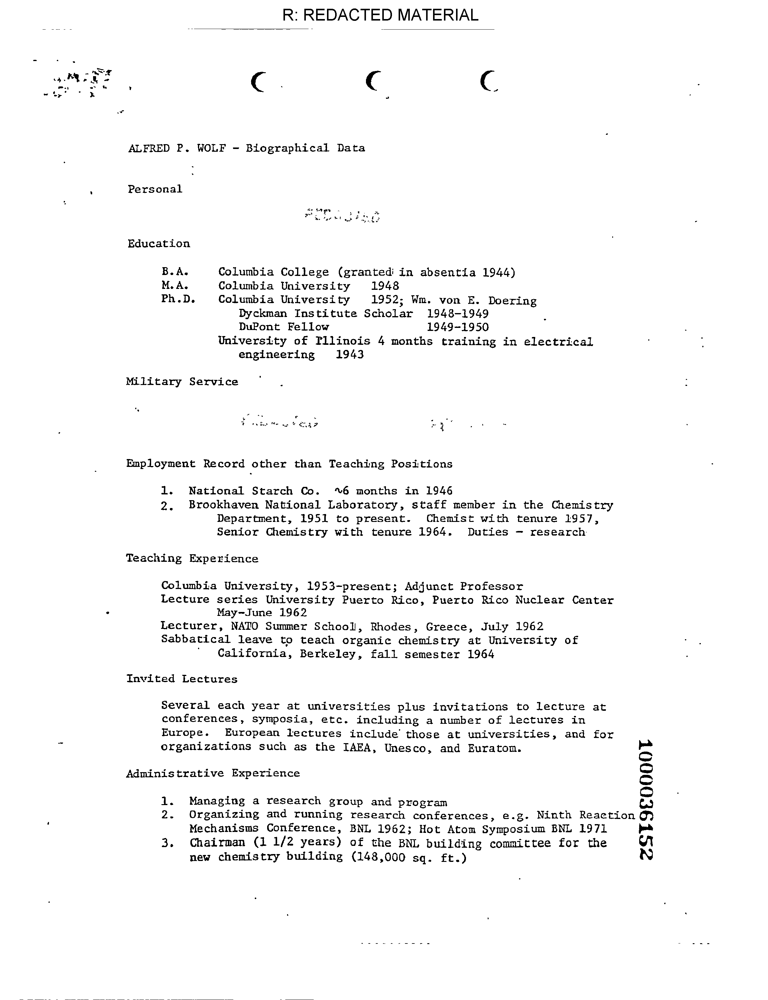 R: REDACTED MATERIAL
ALFRED P. WOLF - Biographical Data
Personal
REDACTED
Education
B.A. Columbia College (granted in absentia 1944)
M.A. Columbia University 1948
Ph.D. Columbia University 1952; Wm. von E. Doering
Dyckman Institute Scholar 1948-1949
DuPont Fellow 1949-1950
University of Illinois 4 months training in electrical
engineering 1943
Military Service
REDACTED
Employment Record other than Teaching Positions
1. National Starch Co. ~6 months in 1946
2. Brookhaven National Laboratory, staff member in the Chemistry
Department, 1951 to present. Chemist with tenure 1957,
Senior Chemistry with tenure 1964. Duties - research
Teaching Experience
Columbia University, 1953-present; Adjunct Professor
Lecture series University Puerto Rico, Puerto Rico Nuclear Center
May-June 1962
Lecturer, NATO Summer School, Rhodes, Greece, July 1962
Sabbatical leave to teach organic chemistry at University of
California, Berkeley, fall semester 1964
Invited Lectures
Several each year at universities plus invitations to lecture at
conferences, symposia, etc. including a number of lectures in
Europe. European lectures include those at universities, and for
organizations such as the IAEA, Unesco, and Euratom.
Administrative Experience
1. Managing a research group and program
2. Organizing and running research conferences, e.g. Ninth Reaction
Mechanisms Conference, BNL 1962; Hot Atom Symposium BNL 1971
3. Chairman (1 1/2 years) of the BNL building committee for the
new chemistry building (148,000 sq. ft.)
1000036152